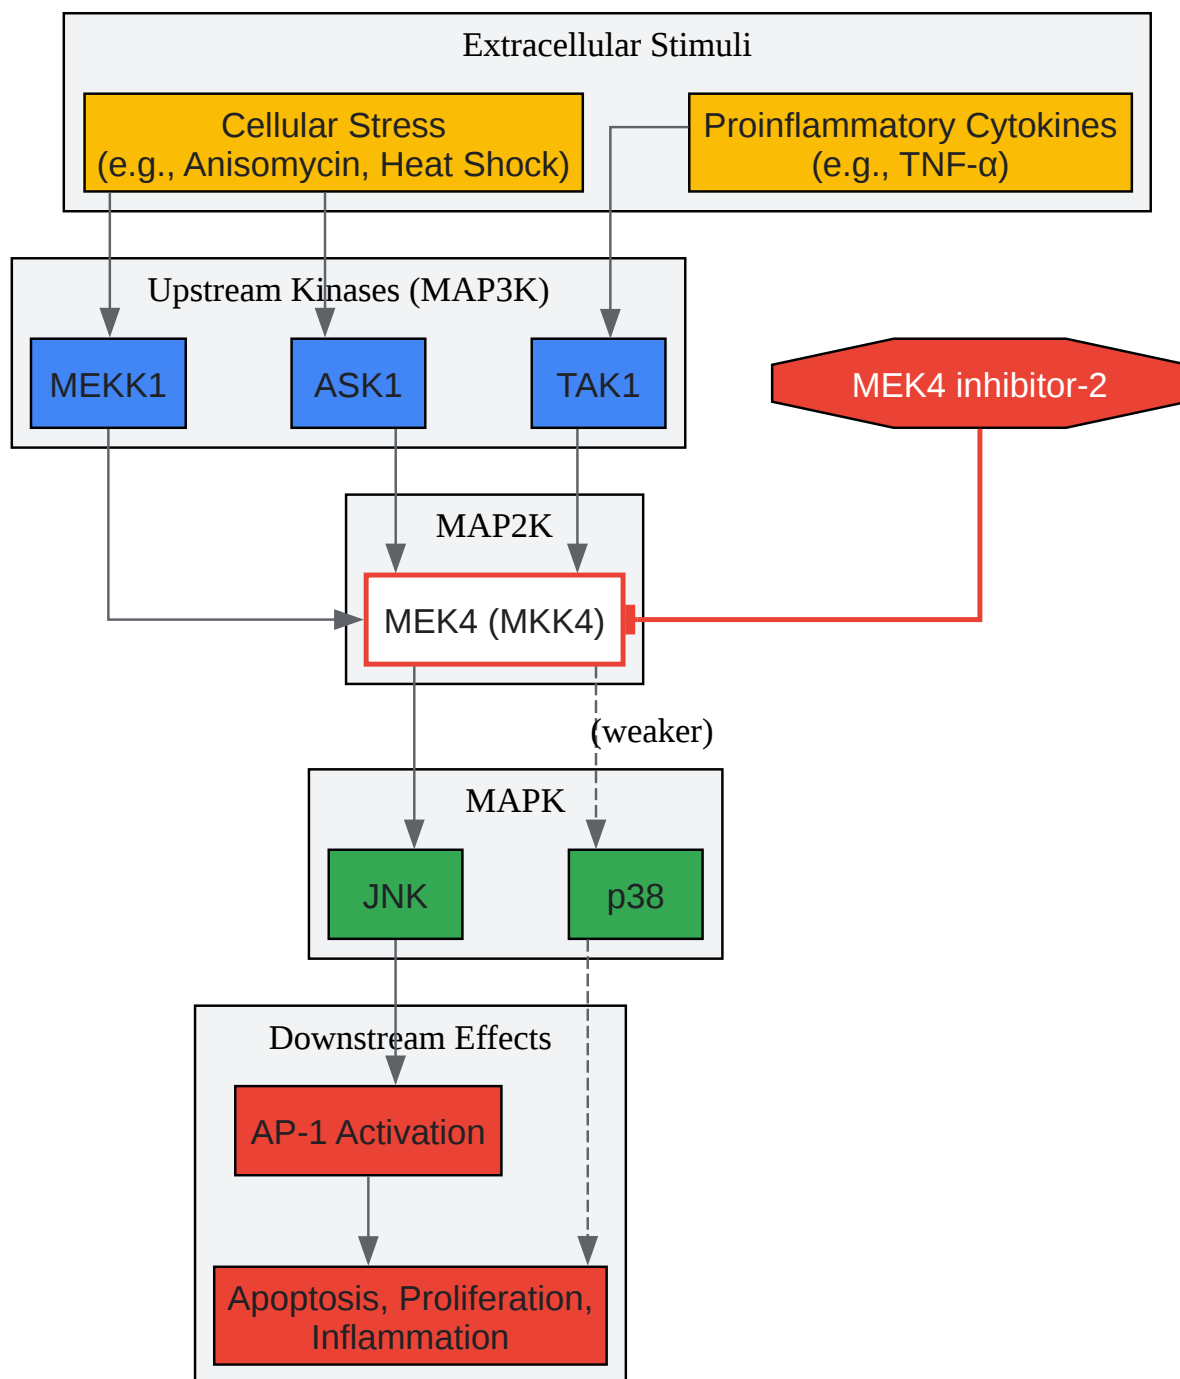 Extracellular Stimuli
Cellular Stress
(e.g., Anisomycin, Heat Shock)
Proinflammatory Cytokines
(e.g., TNF-α)
Upstream Kinases (MAP3K)
MEKK1
ASK1
TAK1
MEK4 inhibitor-2
MAP2K
MEK4 (MKK4)
(weaker)
MAPK
JNK
p38
Downstream Effects
AP-1 Activation
Apoptosis, Proliferation,
Inflammation